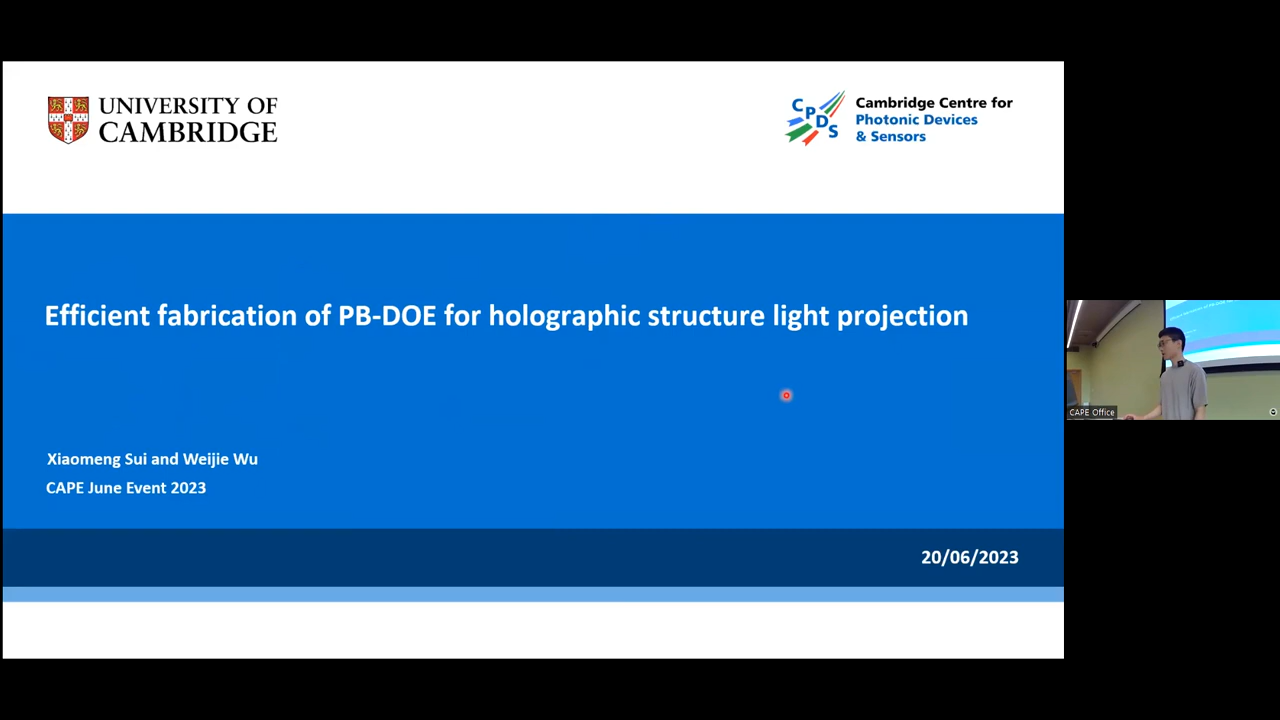 UNIVERSITY OF
CAMBRIDGE
CPDS
Cambridge Centre for
Photonic Devices
& Sensors
Efficient fabrication of PB-DOE for holographic structure light projection
Xiaomeng Sui and Weijie Wu
CAPE June Event 2023
20/06/2023
CAPE Office